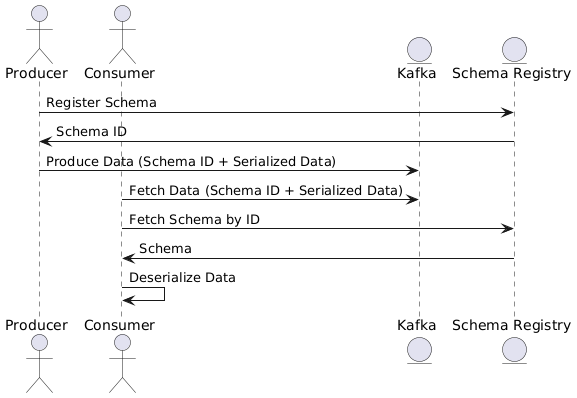 Producer
Consumer
Kafka
Schema Registry
Register Schema
Schema ID
Produce Data (Schema ID + Serialized Data)
Fetch Data (Schema ID + Serialized Data)
Fetch Schema by ID
Schema
Deserialize Data
Producer
Consumer
Kafka
Schema Registry